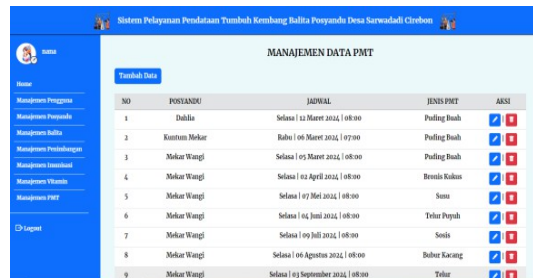 Sistem Pelayanan Pendataan Tumbuh Kembang Balita Posyandu Desa Sarwadadi Cirebon
nana
Home
Manajemen Pengguna
Manajemen Posyandu
Manajemen Balita
Manajemen Penimbangan
Manajemen Imunisasi
Manajemen Vitamin
Manajemen PMT
Logout
MANAJEMEN DATA PMT
Tambah Data
NO POSYANDU JADWAL JENIS PMT AKSI
1 Dahlia Selasa | 12 Maret 2024 | 08:00 Puding Buah |
2 Kuntum Mekar Rabu | 06 Maret 2024 | 07:00 Puding Buah |
3 Mekar Wangi Selasa | 05 Maret 2024 | 08:00 Puding Buah |
4 Mekar Wangi Selasa | 02 April 2024 | 08:00 Bronis Kukus |
5 Mekar Wangi Selasa | 07 Mei 2024 | 08:00 Susu |
6 Mekar Wangi Selasa | 04 Juni 2024 | 08:00 Telur Puyuh |
7 Mekar Wangi Selasa | 09 Juli 2024 | 08:00 Sosis |
8 Mekar Wangi Selasa | 06 Agustus 2024 | 08:00 Bubur Kacang |
9 Mekar Wangi Selasa | 03 September 2024 | 08:00 Telur |